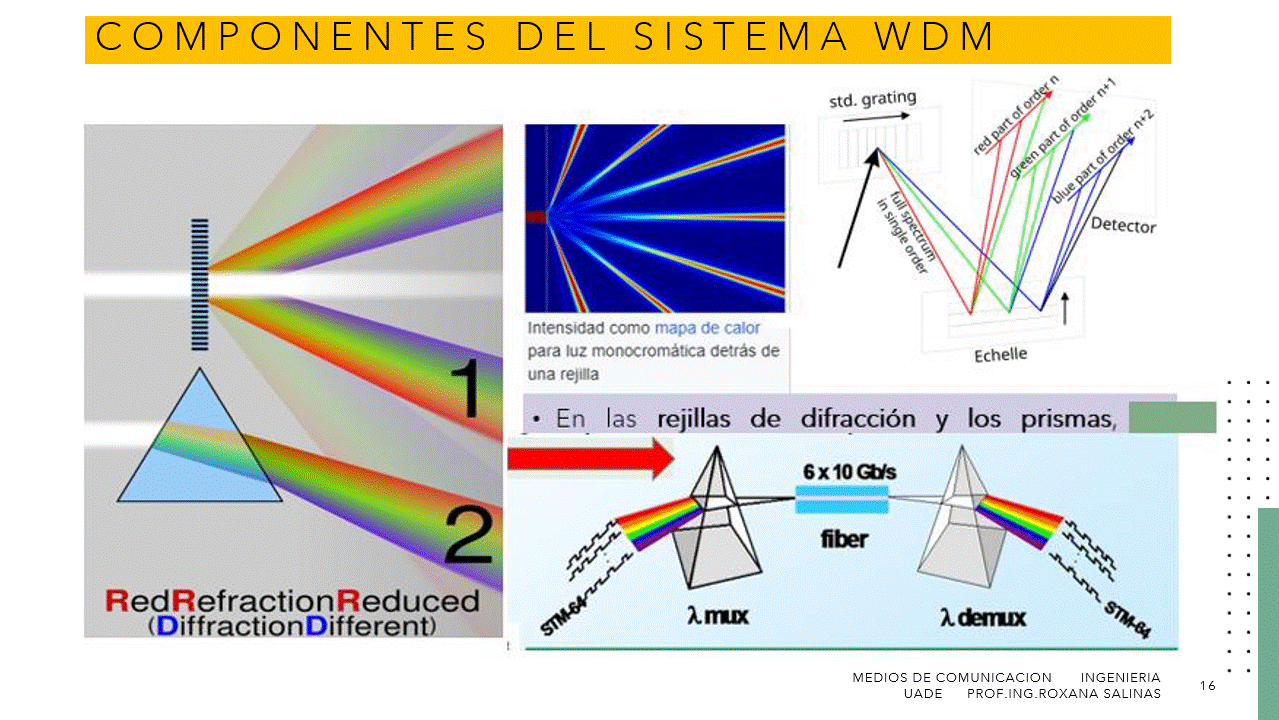 COMPONENTES DEL SISTEMA WDM
1
2
RedRefractionReduced
(DiffractionDifferent)
Intensidad como mapa de calor
para luz monocromática detrás de
una rejilla
std. grating
red part of order n
green part of order n+1
blue part of order n+2
full spectrum
in single order
Detector
Echelle
• En las rejillas de difracción y los prismas,
6 x 10 Gb/s
fiber
λ mux
λ demux
STM-64
STM-64
MEDIOS DE COMUNICACION INGENIERIA
UADE PROF.ING.ROXANA SALINAS
16